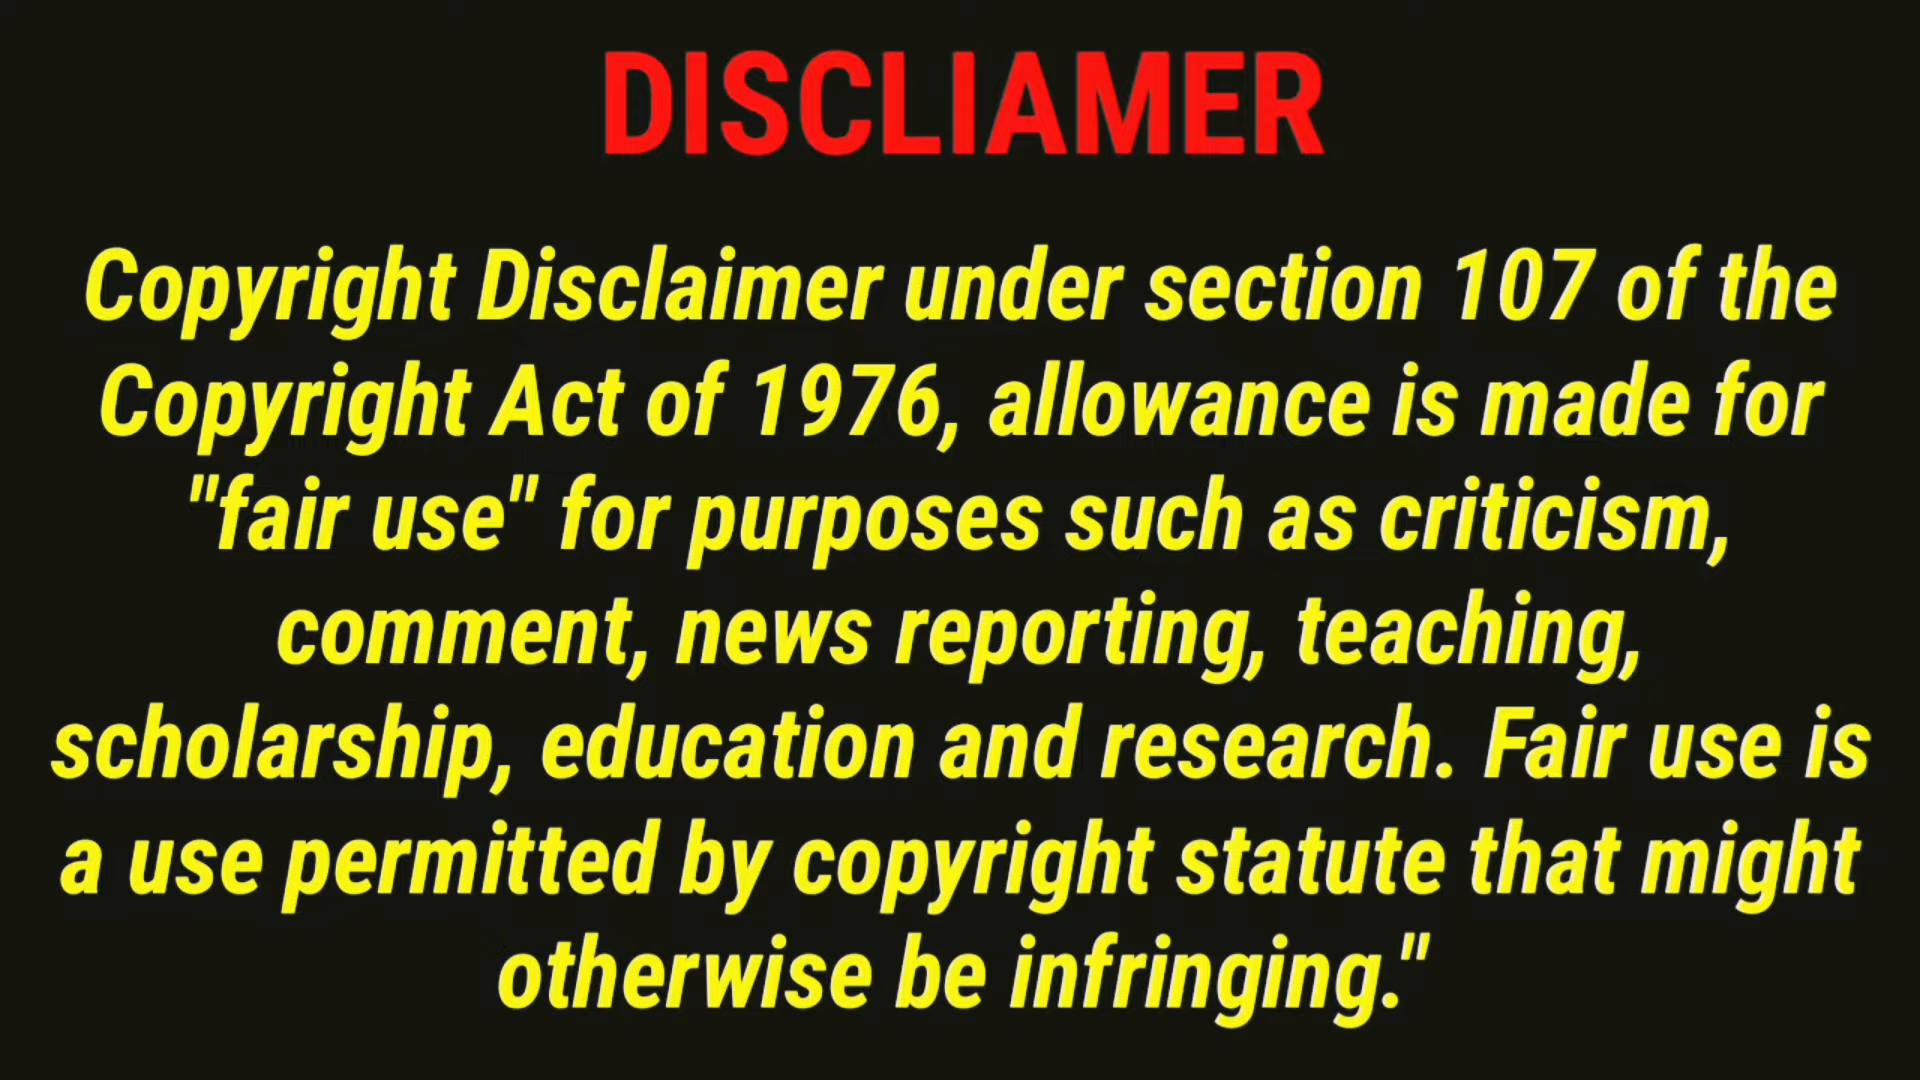 DISCLIAMER
Copyright Disclaimer under section 107 of the
Copyright Act of 1976, allowance is made for
"fair use" for purposes such as criticism,
comment, news reporting, teaching,
scholarship, education and research. Fair use is
a use permitted by copyright statute that might
otherwise be infringing."